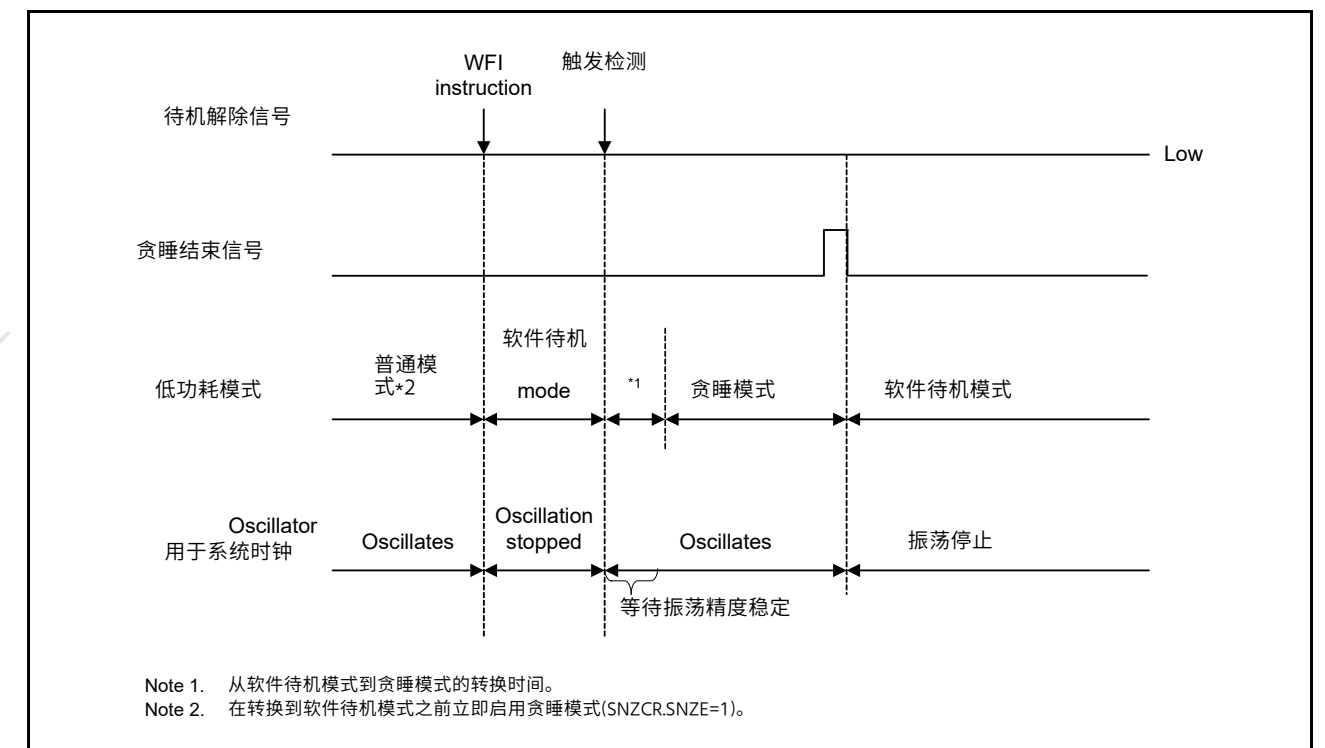 WFI
instruction
触发检测
待机解除信号
Low
贪睡结束信号
软件待机
普通模
式*2
低功耗模式
mode
*1
贪睡模式
软件待机模式
Oscillator
用于系统时钟
Oscillates
Oscillation
stopped
Oscillates
振荡停止
等待振荡精度稳定
Note 1. 从软件待机模式到贪睡模式的转换时间。
Note 2. 在转换到软件待机模式之前立即启用贪睡模式(SNZCR.SNZE=1)。